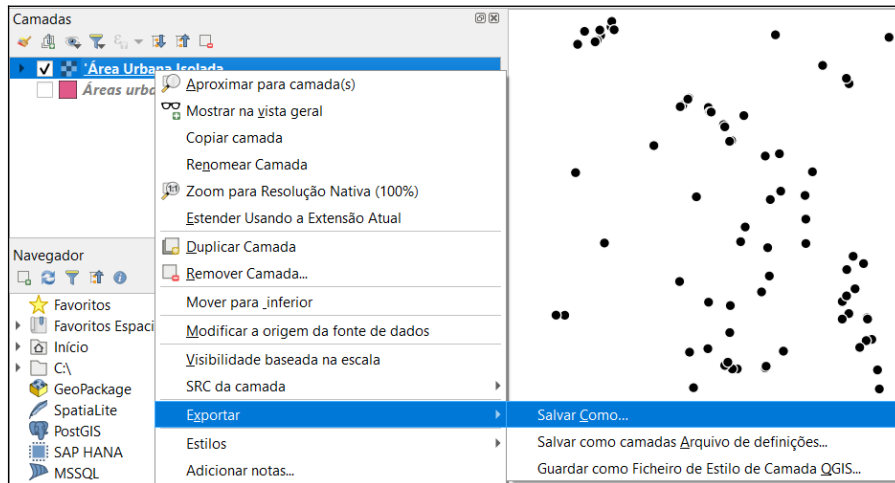 Camadas
'Área Urbana Isolada
Áreas urba
Aproximar para camada(s)
Mostrar na vista geral
Copiar camada
Renomear Camada
Zoom para Resolução Nativa (100%)
Estender Usando a Extensão Atual
Duplicar Camada
Remover Camada...
Mover para _inferior
Modificar a origem da fonte de dados
Visibilidade baseada na escala
SRC da camada
Exportar
Estilos
Adicionar notas...
Salvar Como...
Salvar como camadas Arquivo de definições...
Guardar como Ficheiro de Estilo de Camada QGIS...
Navegador
Favoritos
Favoritos Espaci
Início
C:\
GeoPackage
SpatiaLite
PostGIS
SAP HANA
MSSQL